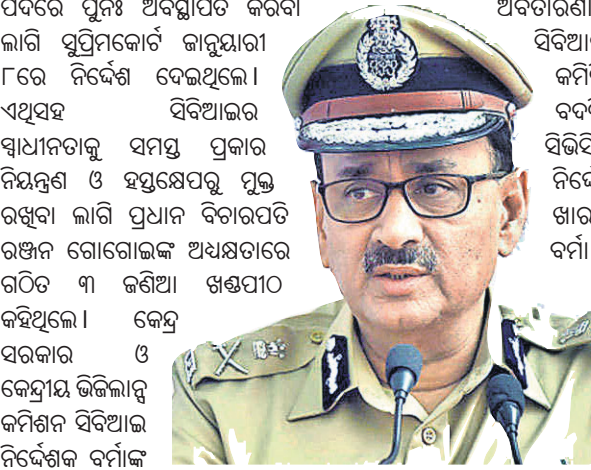 ପଦରେ ପୁନଃ ଅବସ୍ଥାପିତ କରିବା
ଲାଗି ସୁପ୍ରିମକୋର୍ଟ ଜାନୁୟାରୀ
୮ରେ ନିର୍ଦ୍ଦେଶ ଦେଇଥିଲେ।
ଏଥିସହ ସିବିଆଇର
ସ୍ୱାଧୀନତାକୁ ସମସ୍ତ ପ୍ରକାର
ନିୟନ୍ତ୍ରଣ ଓ ହସ୍ତକ୍ଷେପରୁ ମୁକ୍ତ
ରଖିବା ଲାଗି ପ୍ରଧାନ ବିଚାରପତି
ରଞ୍ଜନ ଗୋଗୋଇଙ୍କ ଅଧ୍ୟକ୍ଷତାରେ
ଗଠିତ ୩ ଜଣିଆ ଖଣ୍ଡପୀଠ
କହିଥିଲେ। କେନ୍ଦ୍ର
ସରକାର ଓ
କେନ୍ଦ୍ରୀୟ ଭିଜିଲାନ୍ସ
କମିଶନ ସିବିଆଇ
ନିର୍ଦ୍ଦେଶକ ବର୍ମାଙ୍କ
ଅବତାରଣା
ସିବିଆ
କମି
ବଦ
ସିଭିସି
ନିର୍ଦ୍ଦେ
ଖାର
ବର୍ମା